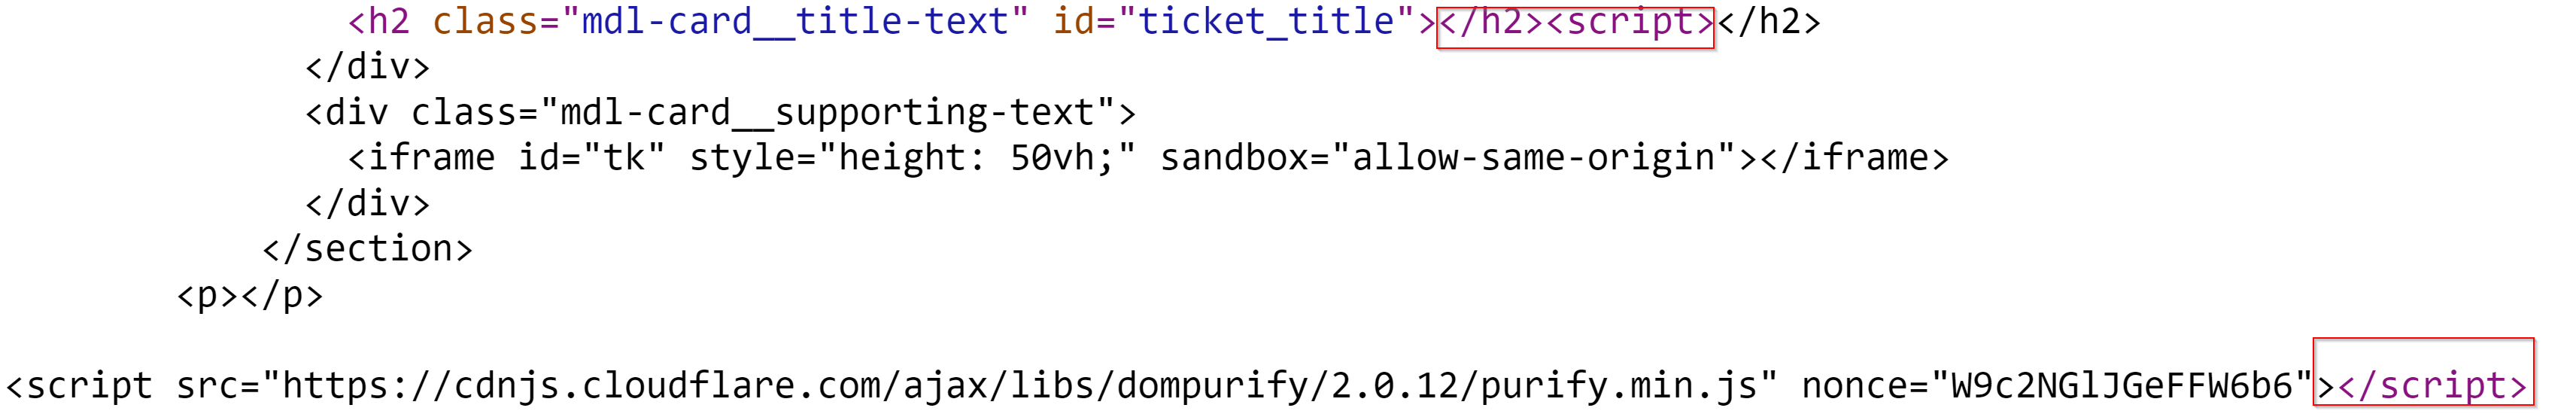 <h2 class="mdl-card__title-text" id="ticket_title"></h2><script></h2>
</div>
<div class="mdl-card__supporting-text">
<iframe id="tk" style="height: 50vh;" sandbox="allow-same-origin"></iframe>
</div>
</section>
<p></p>
<script src="https://cdnjs.cloudflare.com/ajax/libs/dompurify/2.0.12/purify.min.js" nonce="W9c2NGlJGeFFW6b6"></script>